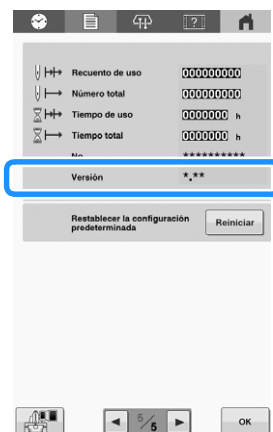 ?
Recuento de uso 000000000
Número total 000000000
Tiempo de uso 0000000 h
Tiempo total 0000000 h
No. **********
Versión *.**
Restablecer la configuración
predeterminada
Reiniciar
5/5
OK